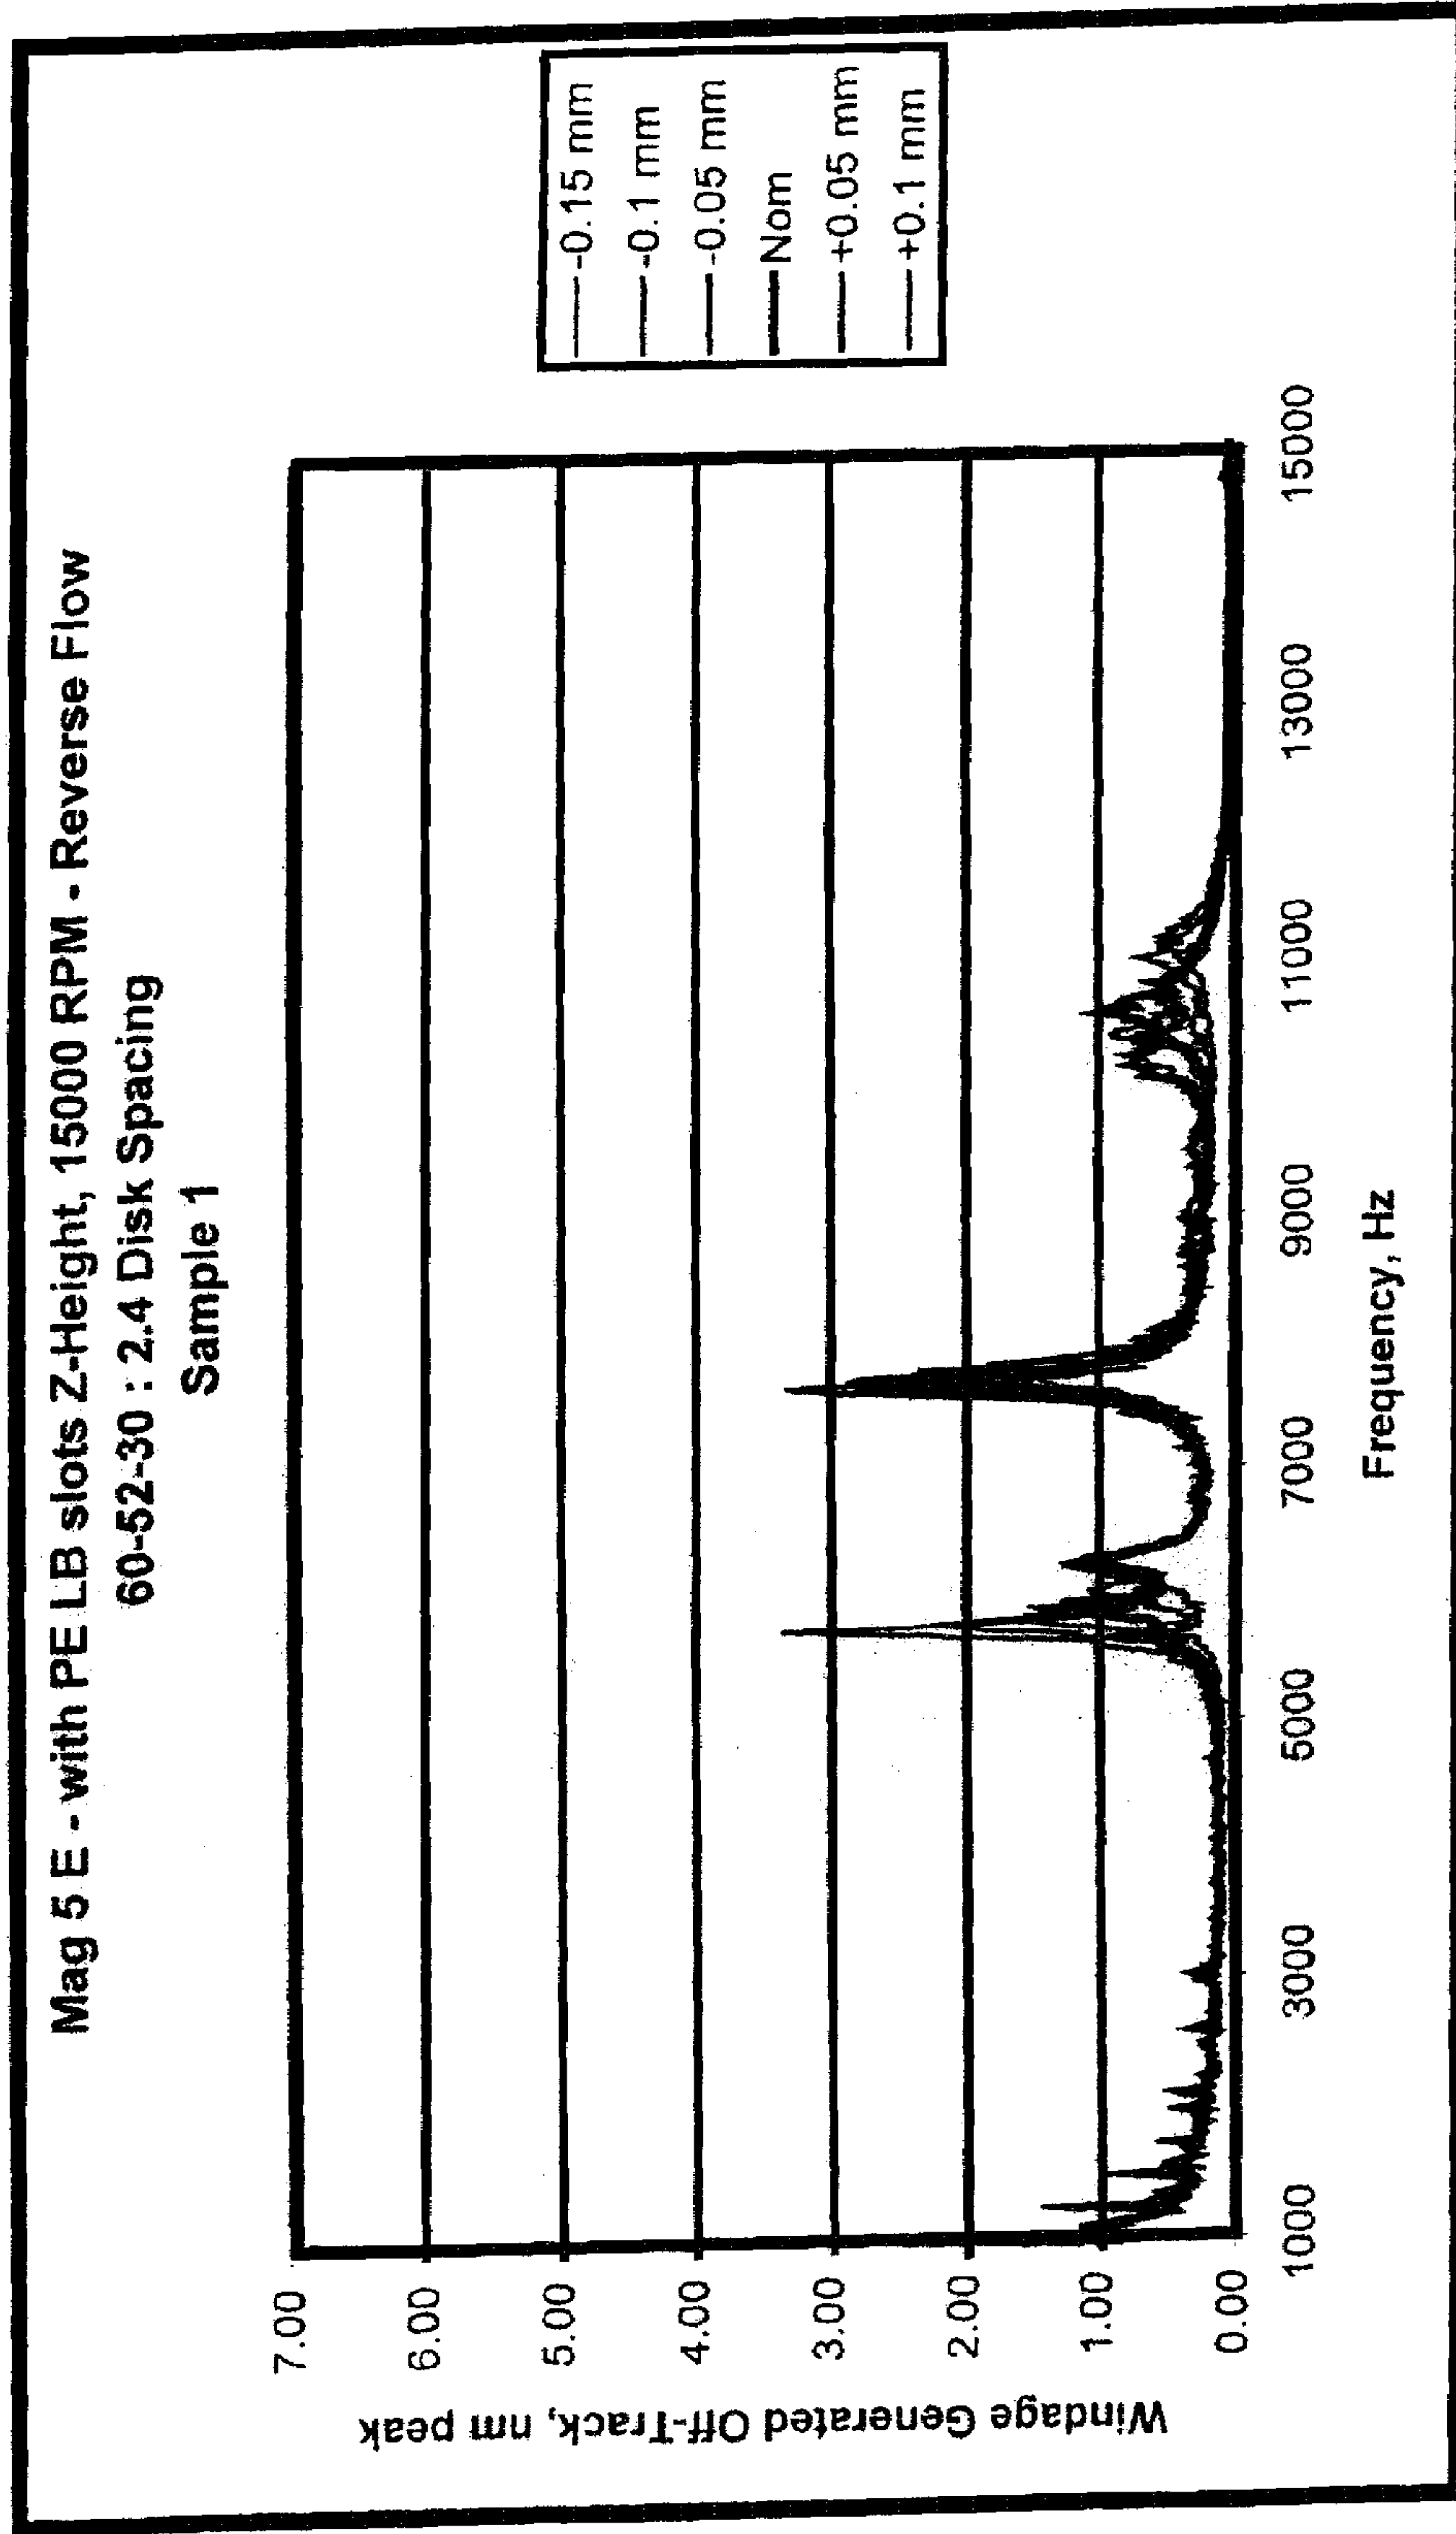 Mag 5 E - with PE LB slots Z-Height, 15000 RPM - Reverse Flow
60-52-30 : 2.4 Disk Spacing
Sample 1
Windage Generated Off-Track, nm peak
7.00
6.00
5.00
4.00
3.00
2.00
1.00
0.00
1000
3000
5000
7000
9000
11000
13000
15000
Frequency, Hz
-0.15 mm
-0.1 mm
-0.05 mm
Nom
+0.05 mm
+0.1 mm